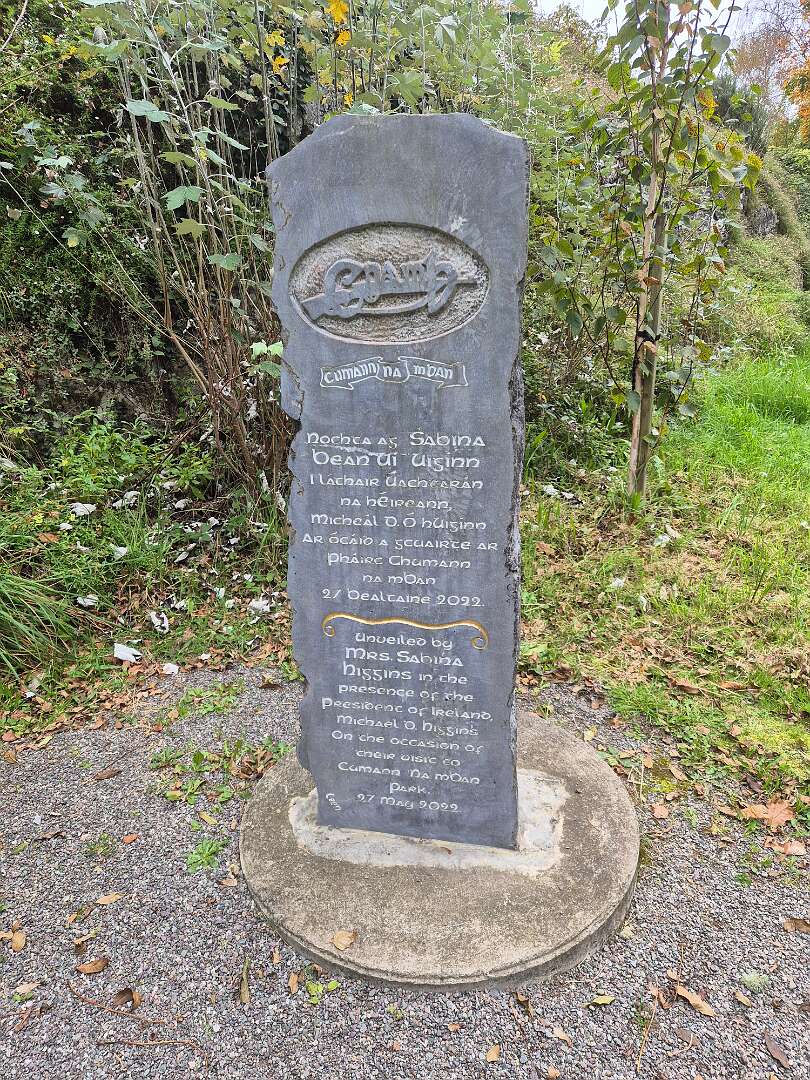 CnamB
Cumann na mBan
Nochta ag Sabina
Bean Uí Uiginn
I láthair Úachtarán
na hÉireann,
Micheál D. Ó hUiginn
ar ócáid a gcuairte ar
Pháirc Chumann
na mBan
27 Bealtaine 2022.
Unveiled by
Mrs. Sabina
Higgins in the
presence of the
President of Ireland,
Michael D. Higgins
On the occasion of
their visit to
Cumann Na mBan
Park.
27 May 2022.